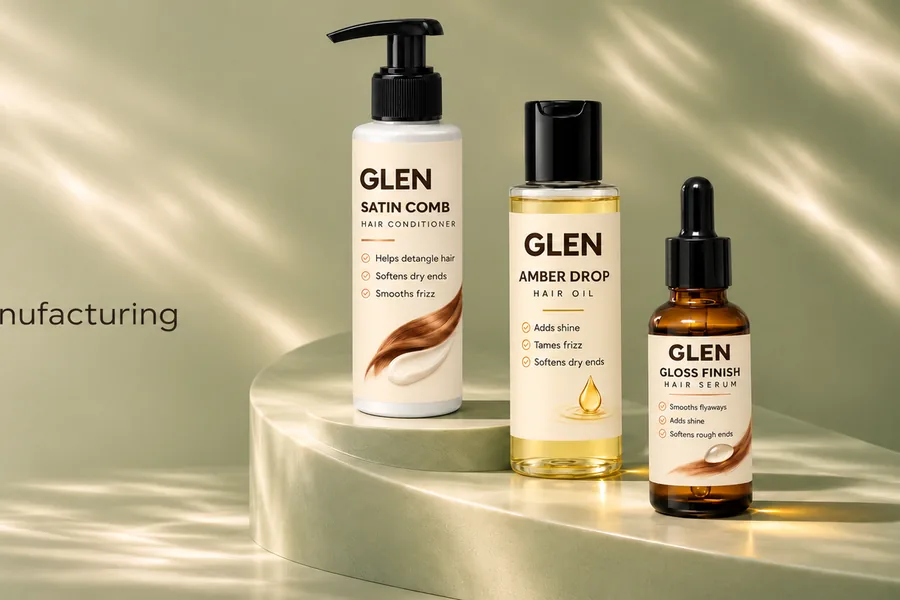 nufacturing
GLEN
SATIN COMB
HAIR CONDITIONER
Helps detangle hair
Softens dry ends
Smooths frizz
GLEN
AMBER DROP
HAIR OIL
Adds shine
Tames frizz
Softens dry ends
GLEN
GLOSS FINISH
HAIR SERUM
Smooths flyaways
Adds shine
Softens rough ends